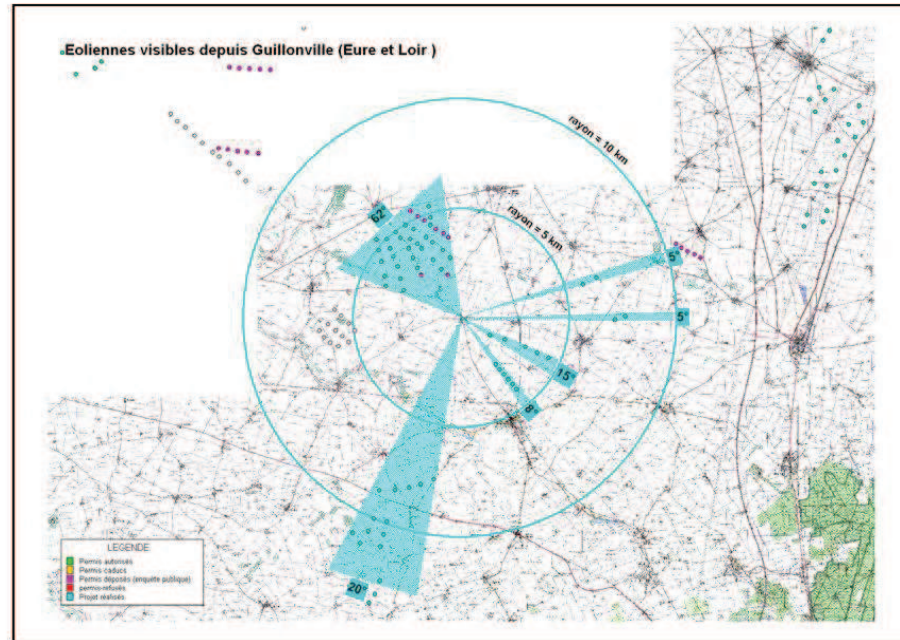 Eoliennes visibles depuis Guillonville (Eure et Loir )
rayon = 10 km
rayon = 5 km
62°
5°
5°
15°
8°
20°
LEGENDE
Permis autorisés
Permis caducs
Permis déposés (enquête publique)
permis-refusés
Projet réalisés